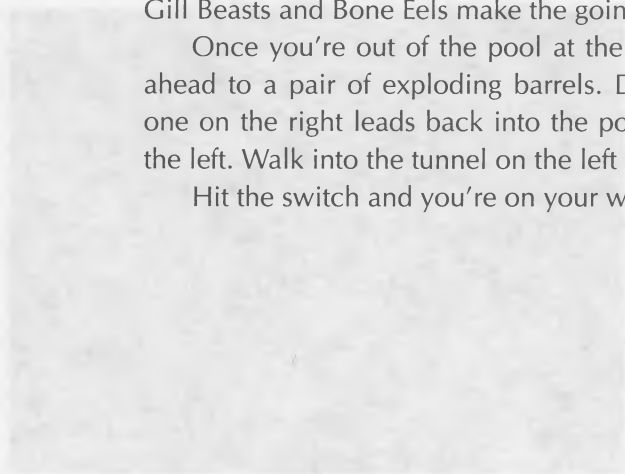 Gill Beasts and Bone Eels make the goin
Once you're out of the pool at the
ahead to a pair of exploding barrels. D
one on the right leads back into the po
the left. Walk into the tunnel on the left
Hit the switch and you're on your w